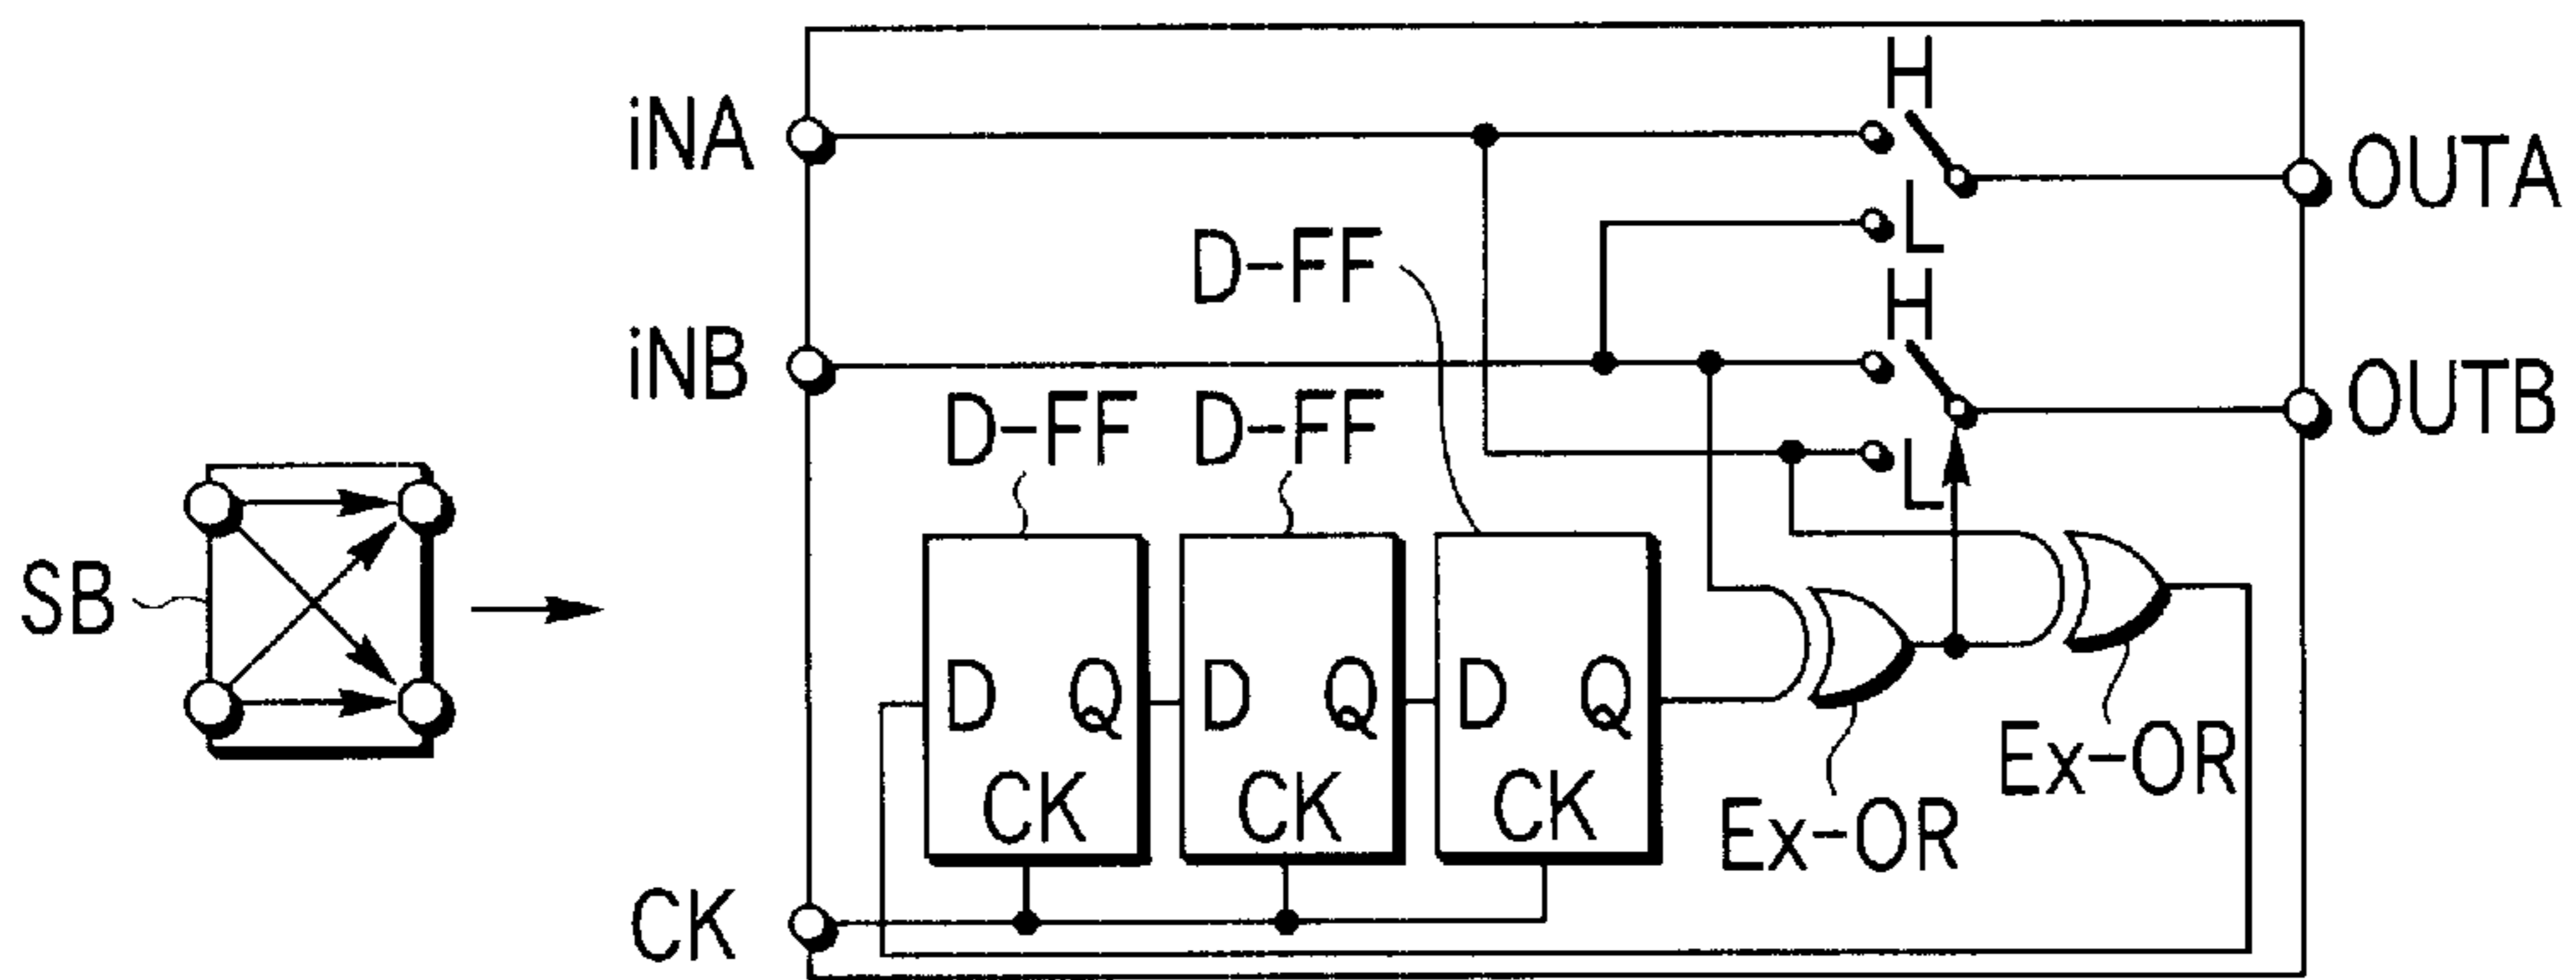 H
iNA
OUTA
L
D-FF
H
iNB
OUTB
D-FF
D-FF
L
SB
D Q
D Q
D Q
CK
CK
CK
Ex-OR
Ex-OR
CK